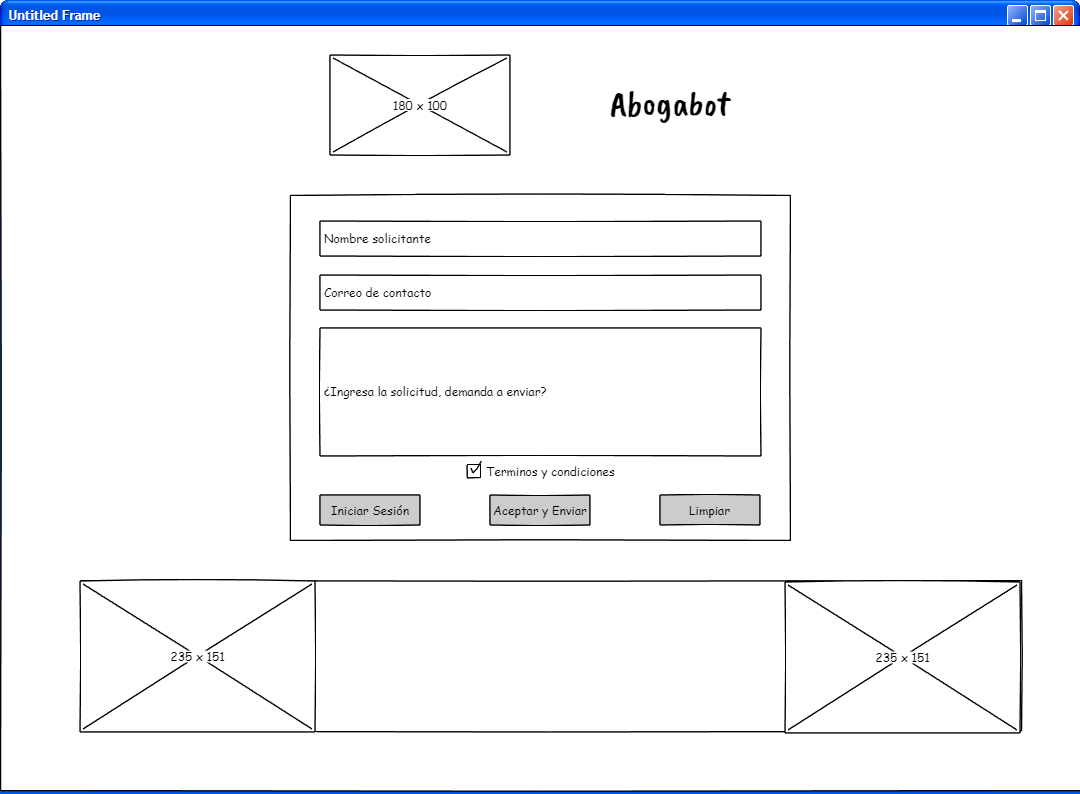 Untitled Frame
180 x 100
Abogabot
Nombre solicitante
Correo de contacto
¿Ingresa la solicitud, demanda a enviar?
Terminos y condiciones
Iniciar Sesión
Aceptar y Enviar
Limpiar
235 x 151
235 x 151